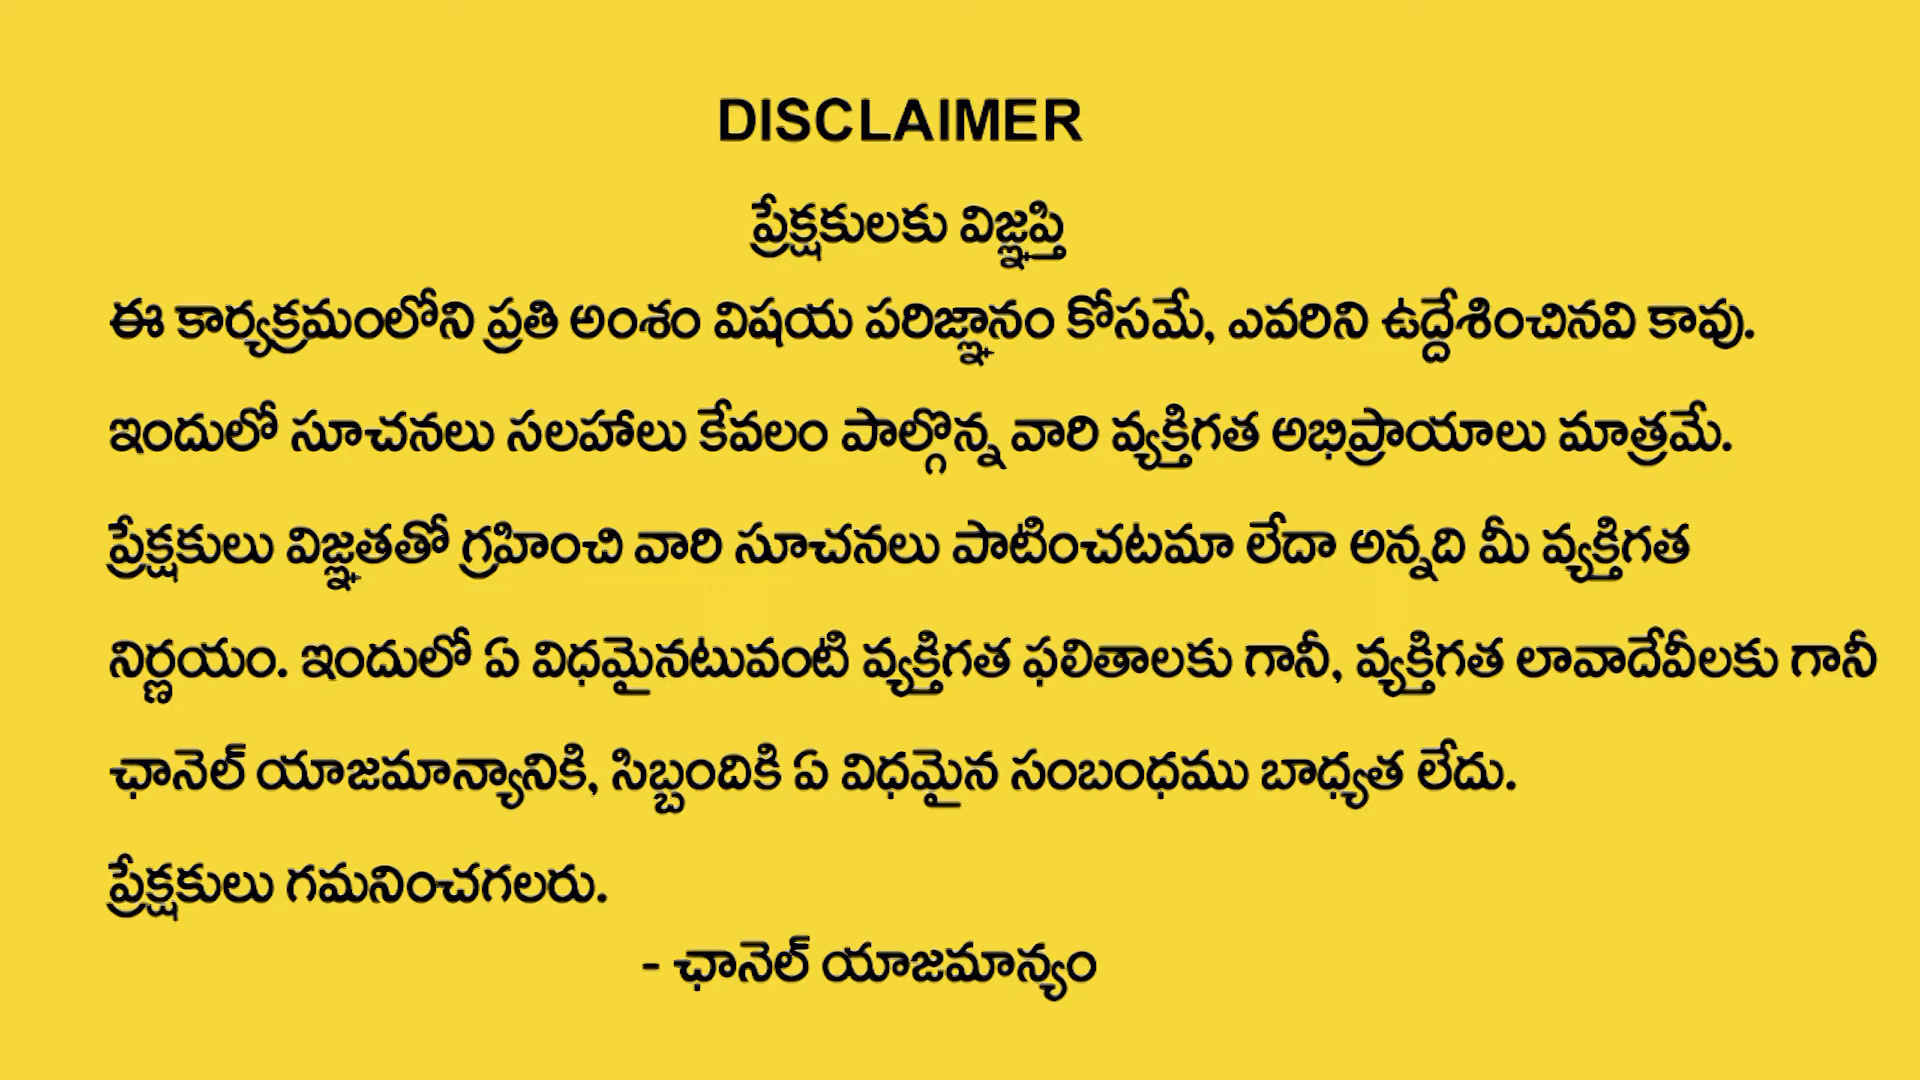 DISCLAIMER
ప్రేక్షకులకు విజ్ఞప్తి
ఈ కార్యక్రమంలోని ప్రతి అంశం విషయ పరిజ్ఞానం కోసమే, ఎవరిని ఉద్దేశించినవి కావు.
ఇందులో సూచనలు సలహాలు కేవలం పాల్గొన్న వారి వ్యక్తిగత అభిప్రాయాలు మాత్రమే.
ప్రేక్షకులు విజ్ఞతతో గ్రహించి వారి సూచనలు పాటించటమా లేదా అన్నది మీ వ్యక్తిగత
నిర్ణయం. ఇందులో ఏ విధమైనటువంటి వ్యక్తిగత ఫలితాలకు గానీ, వ్యక్తిగత లావాదేవీలకు గానీ
ఛానెల్ యాజమాన్యానికి, సిబ్బందికి ఏ విధమైన సంబంధము బాధ్యత లేదు.
ప్రేక్షకులు గమనించగలరు.
- ఛానెల్ యాజమాన్యం